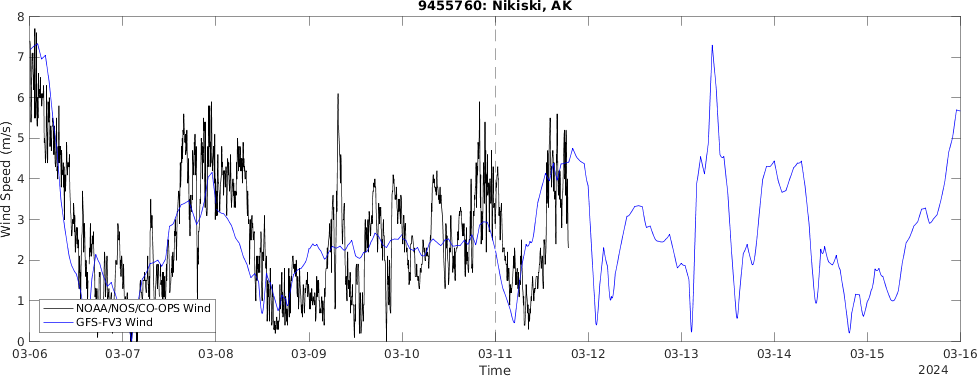 9455760: Nikiski, AK
8
7
6
5
4
3
2
1
0
Wind Speed (m/s)
NOAA/NOS/CO-OPS Wind
GFS-FV3 Wind
03-06 03-07 03-08 03-09 03-10 03-11 03-12 03-13 03-14 03-15 03-16
Time
2024